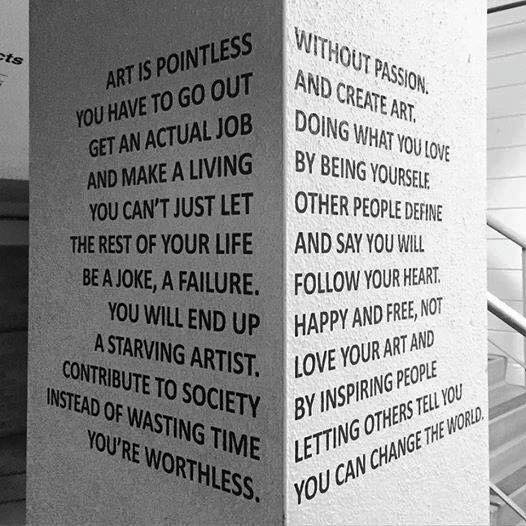 cts
ART IS POINTLESS WITHOUT PASSION.
YOU HAVE TO GO OUT AND CREATE ART.
GET AN ACTUAL JOB DOING WHAT YOU LOVE
AND MAKE A LIVING BY BEING YOURSELF.
YOU CAN'T JUST LET OTHER PEOPLE DEFINE
THE REST OF YOUR LIFE AND SAY YOU WILL
BE A JOKE, A FAILURE. FOLLOW YOUR HEART.
YOU WILL END UP HAPPY AND FREE, NOT
A STARVING ARTIST. LOVE YOUR ART AND
CONTRIBUTE TO SOCIETY BY INSPIRING PEOPLE
INSTEAD OF WASTING TIME LETTING OTHERS TELL YOU
YOU'RE WORTHLESS. YOU CAN CHANGE THE WORLD.